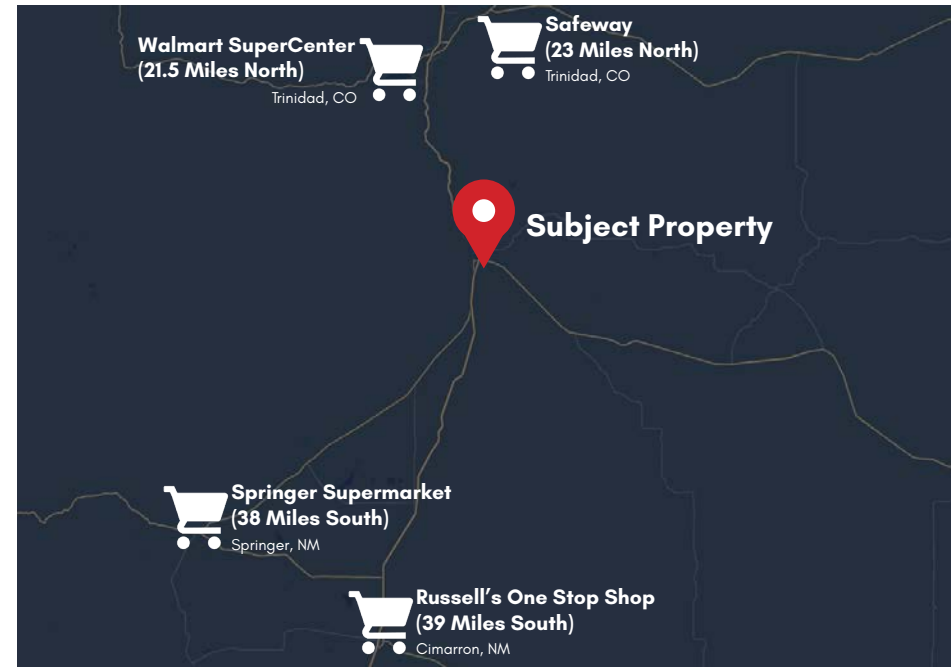 Walmart SuperCenter
(21.5 Miles North)
Trinidad, CO
Safeway
(23 Miles North)
Trinidad, CO
Subject Property
Springer Supermarket
(38 Miles South)
Springer, NM
Russell's One Stop Shop
(39 Miles South)
Cimarron, NM